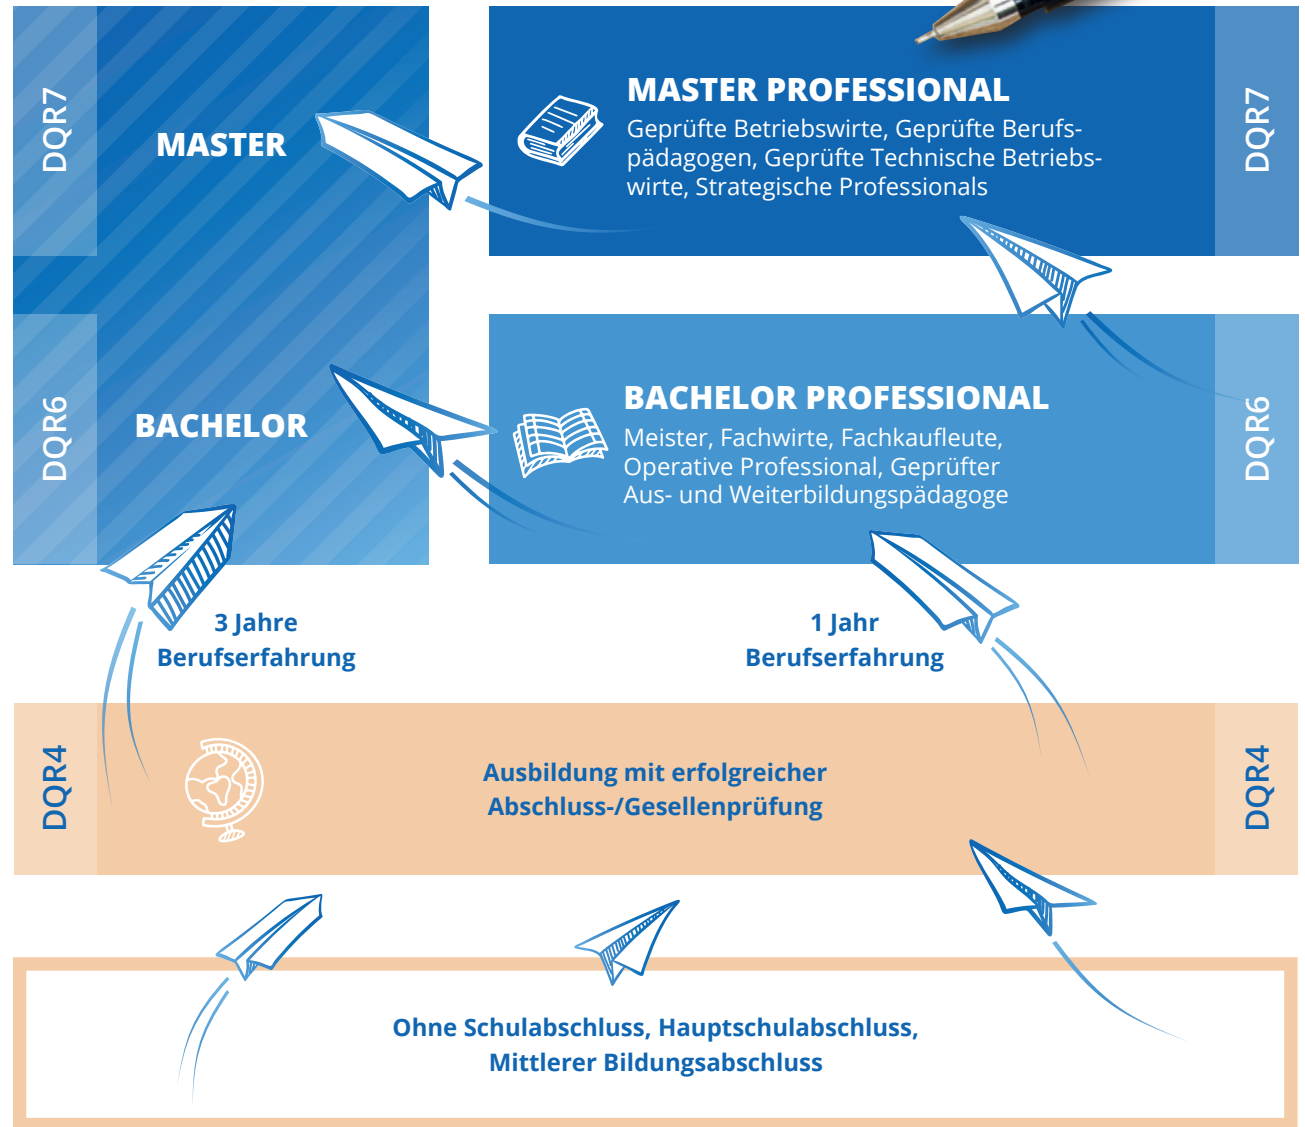 DQR7
MASTER
MASTER PROFESSIONAL
Geprüfte Betriebswirte, Geprüfte Berufs-
pädagogen, Geprüfte Technische Betriebs-
wirte, Strategische Professionals
DQR7
DQR6
BACHELOR
BACHELOR PROFESSIONAL
Meister, Fachwirte, Fachkaufleute,
Operative Professional, Geprüfter
Aus- und Weiterbildungspädagoge
DQR6
3 Jahre
Berufserfahrung
1 Jahr
Berufserfahrung
DQR4
Ausbildung mit erfolgreicher
Abschluss-/Gesellenprüfung
DQR4
Ohne Schulabschluss, Hauptschulabschluss,
Mittlerer Bildungsabschluss